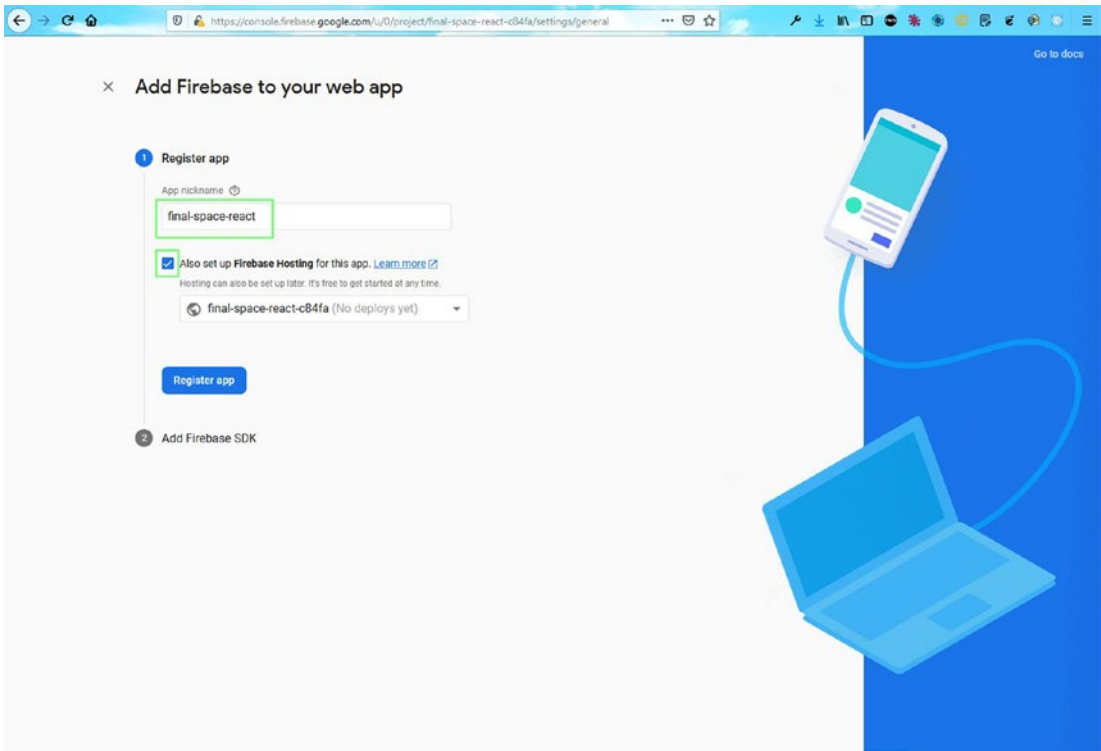 https://console.firebase.google.com/u/0/project/final-space-react-c84fa/settings/general
Go to docs
Add Firebase to your web app
1 Register app
App nickname
final-space-react
Also set up Firebase Hosting for this app. Learn more
Hosting can also be set up later. It's free to get started at any time.
final-space-react-c84fa (No deploys yet)
Register app
2 Add Firebase SDK